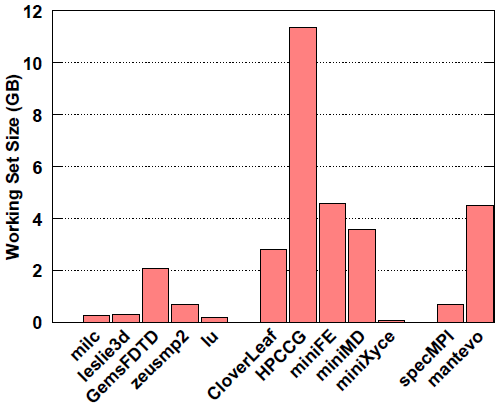 Working Set Size (GB)
12
10
8
6
4
2
0
milc
leslie3d
GemsFDTD
zeusmp2
lu
CloverLeaf
HPCCG
miniFE
miniMD
miniXyce
specMPI
mantevo